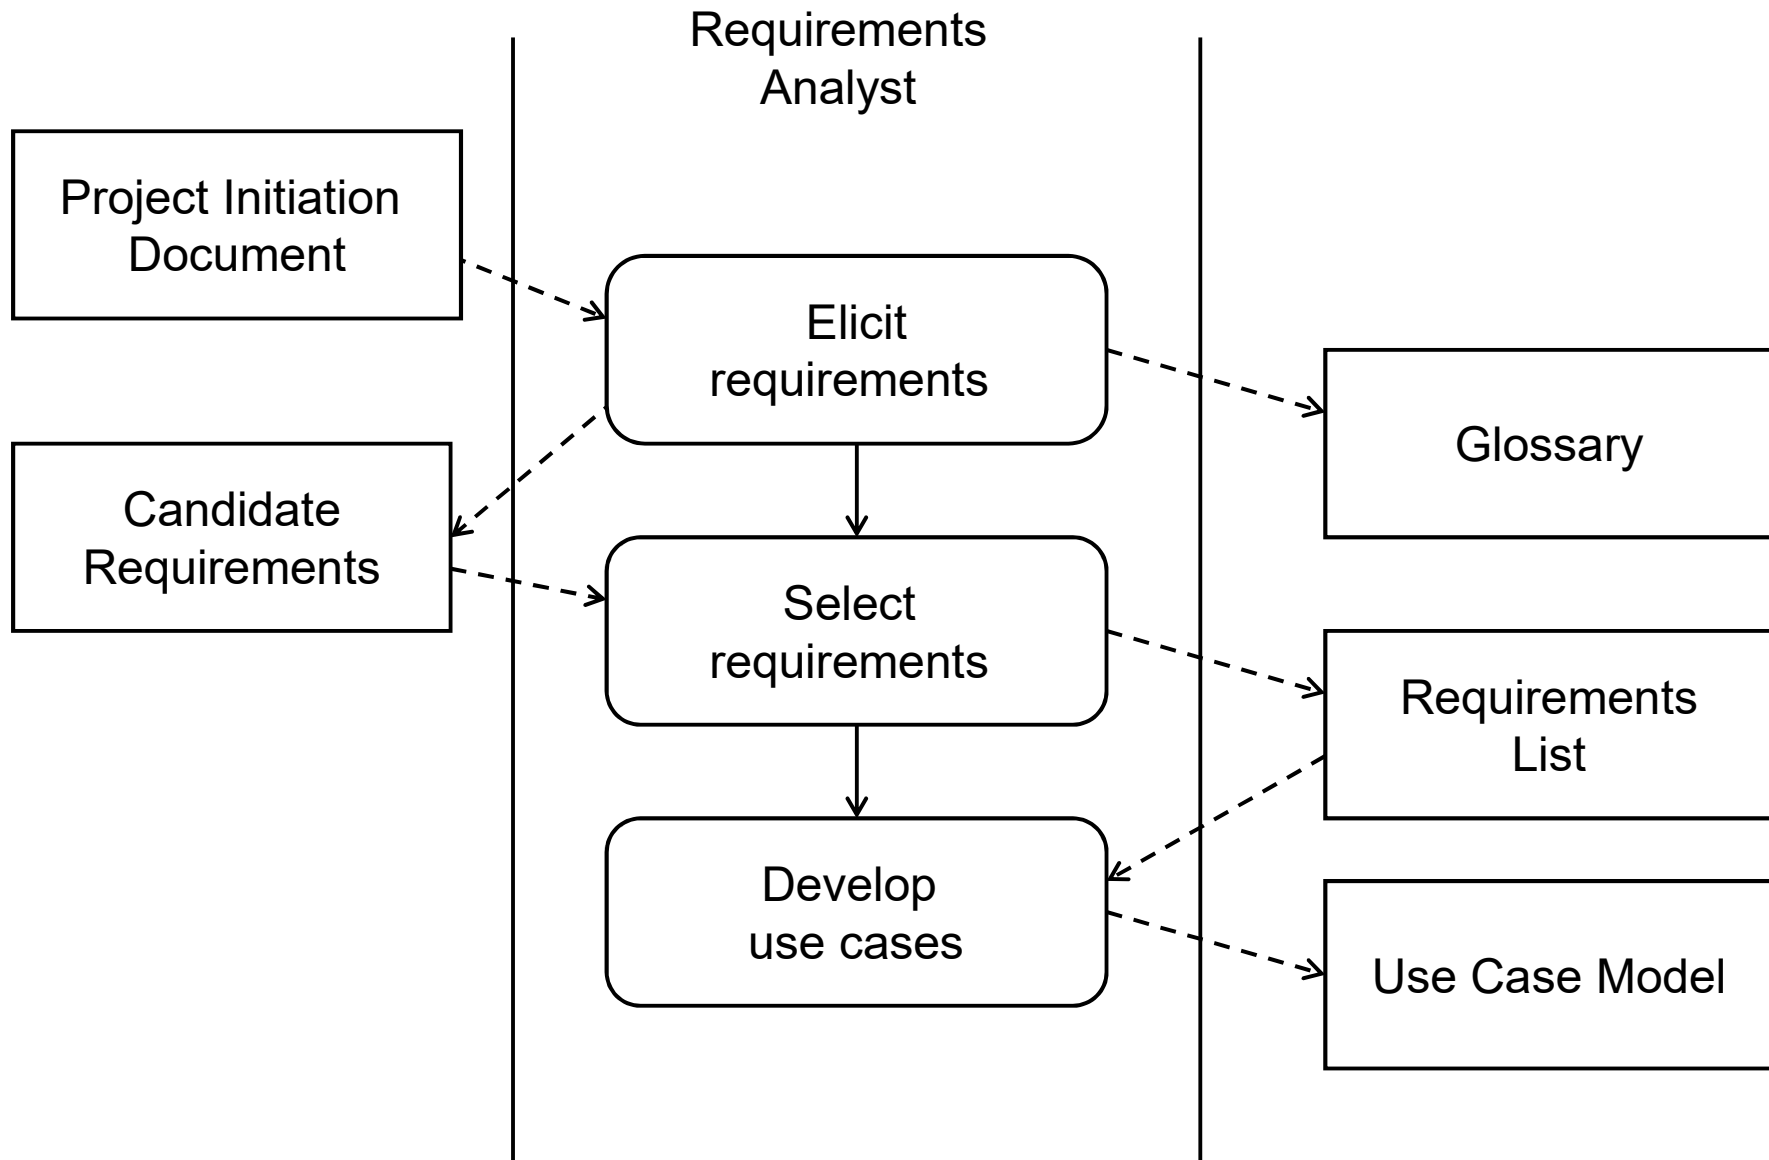 Requirements
Analyst
Project Initiation
Document
Elicit
requirements
Glossary
Candidate
Requirements
Select
requirements
Requirements
List
Develop
use cases
Use Case Model